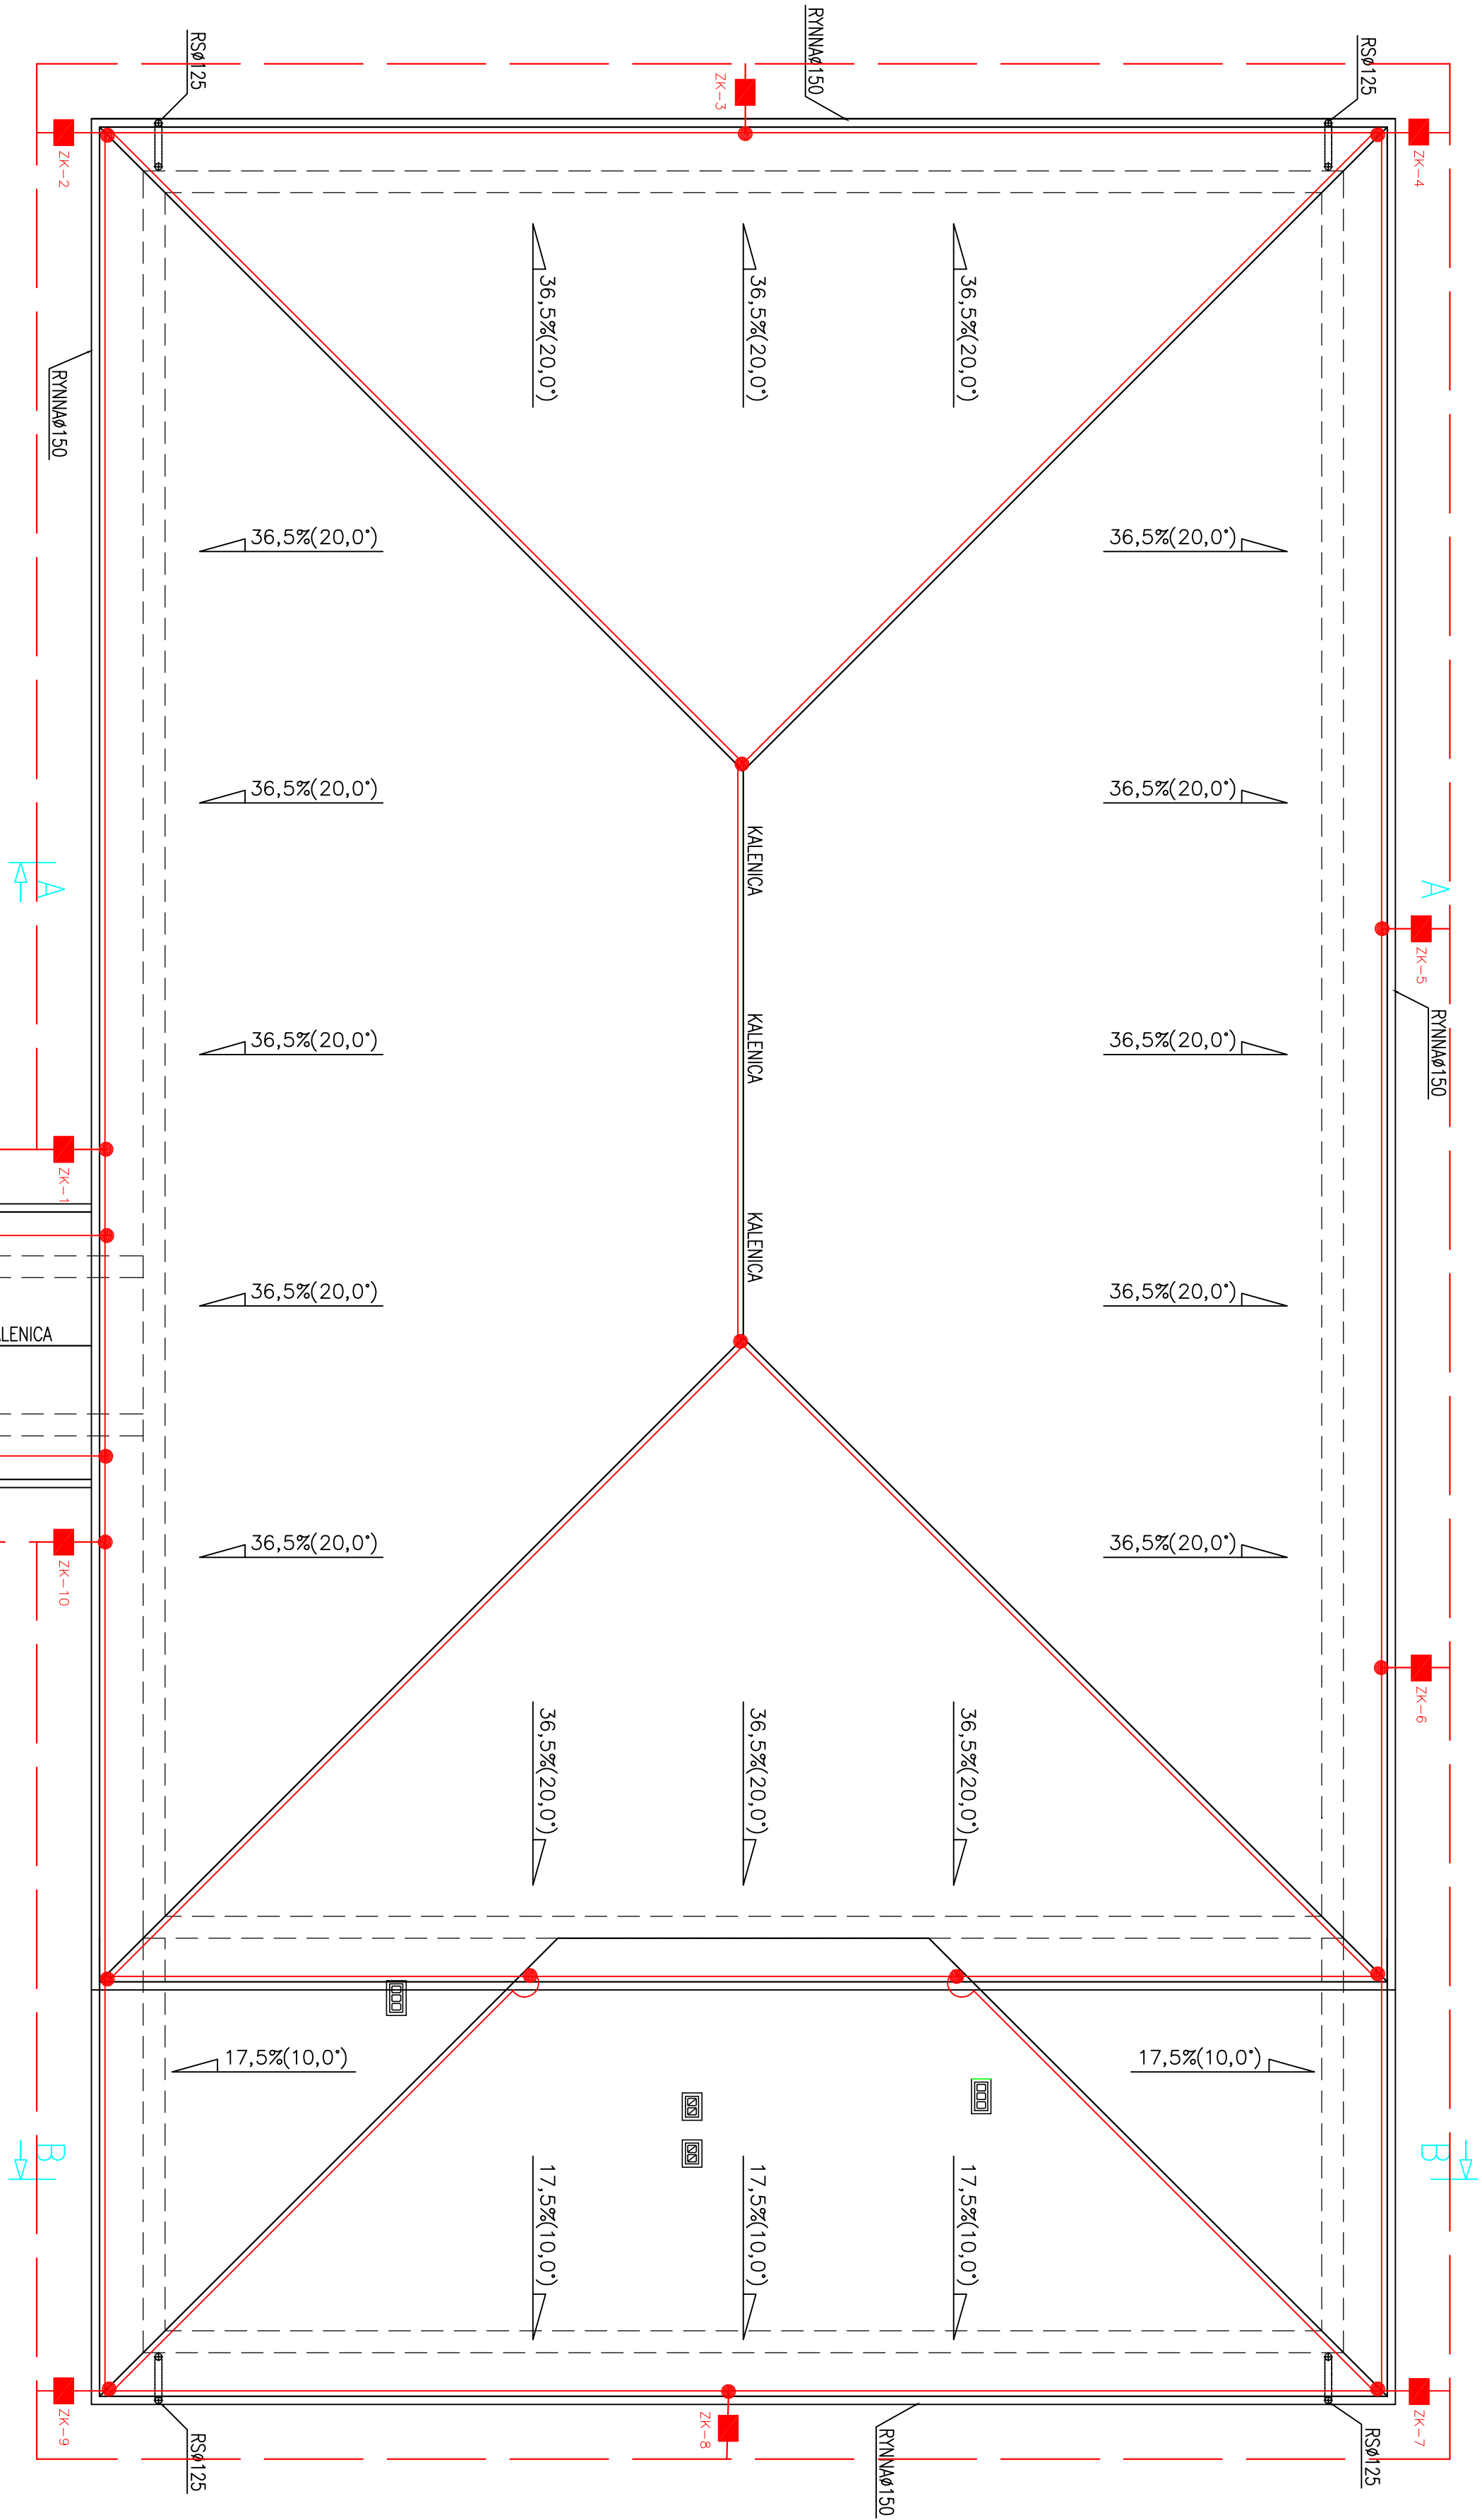 RYNNAø150
RSø125
RSø125
ZK-3
ZK-2
ZK-4
36,5%(20,0°)
36,5%(20,0°)
36,5%(20,0°)
RYNNAø150
36,5%(20,0°)
36,5%(20,0°)
36,5%(20,0°)
36,5%(20,0°)
KALENICA
A
A
ZK-5
RYNNAø150
KALENICA
36,5%(20,0°)
36,5%(20,0°)
ZK-1
KALENICA
36,5%(20,0°)
36,5%(20,0°)
ALENICA
36,5%(20,0°)
36,5%(20,0°)
ZK-10
ZK-6
36,5%(20,0°)
36,5%(20,0°)
36,5%(20,0°)
17,5%(10,0°)
17,5%(10,0°)
B
B
17,5%(10,0°)
17,5%(10,0°)
17,5%(10,0°)
ZK-9
ZK-8
ZK-7
RSø125
RYNNAø150
RSø125